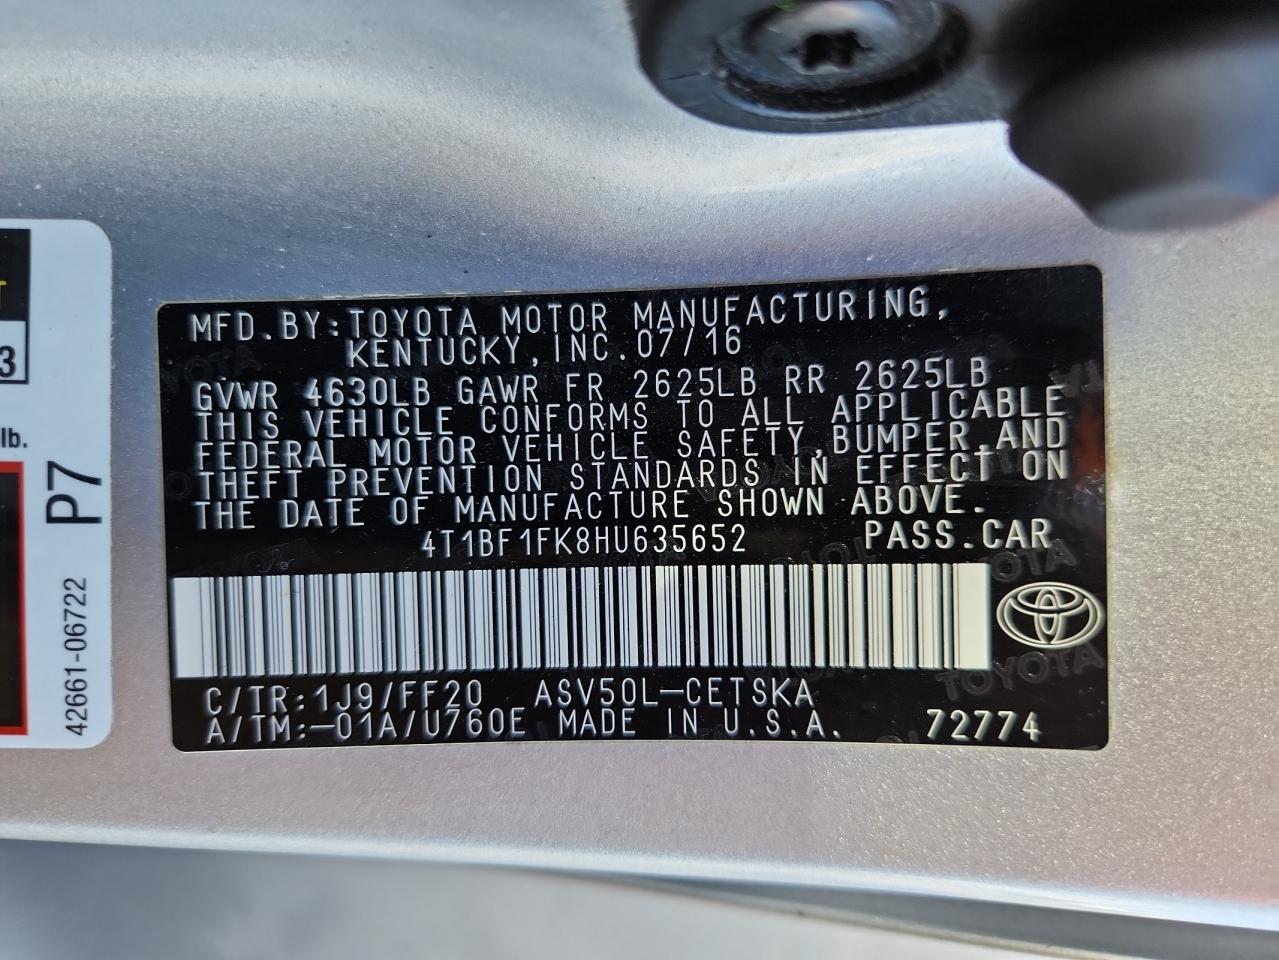 MFD.BY:TOYOTA MOTOR MANUFACTURING,
KENTUCKY,INC.07/16
GVWR 4630LB GAWR FR 2625LB RR 2625LB
THIS VEHICLE CONFORMS TO ALL APPLICABLE
FEDERAL MOTOR VEHICLE SAFETY,BUMPER,AND
THEFT PREVENTION STANDARDS IN EFFECT ON
THE DATE OF MANUFACTURE SHOWN ABOVE.
4T1BF1FK8HU635652 PASS.CAR
C/TR:1J9/FF20 ASV50L-CETSKA
A/TM:-01A/U760E MADE IN U.S.A. 72774
TOYOTA
T
3
lb.
P7
42661-06722